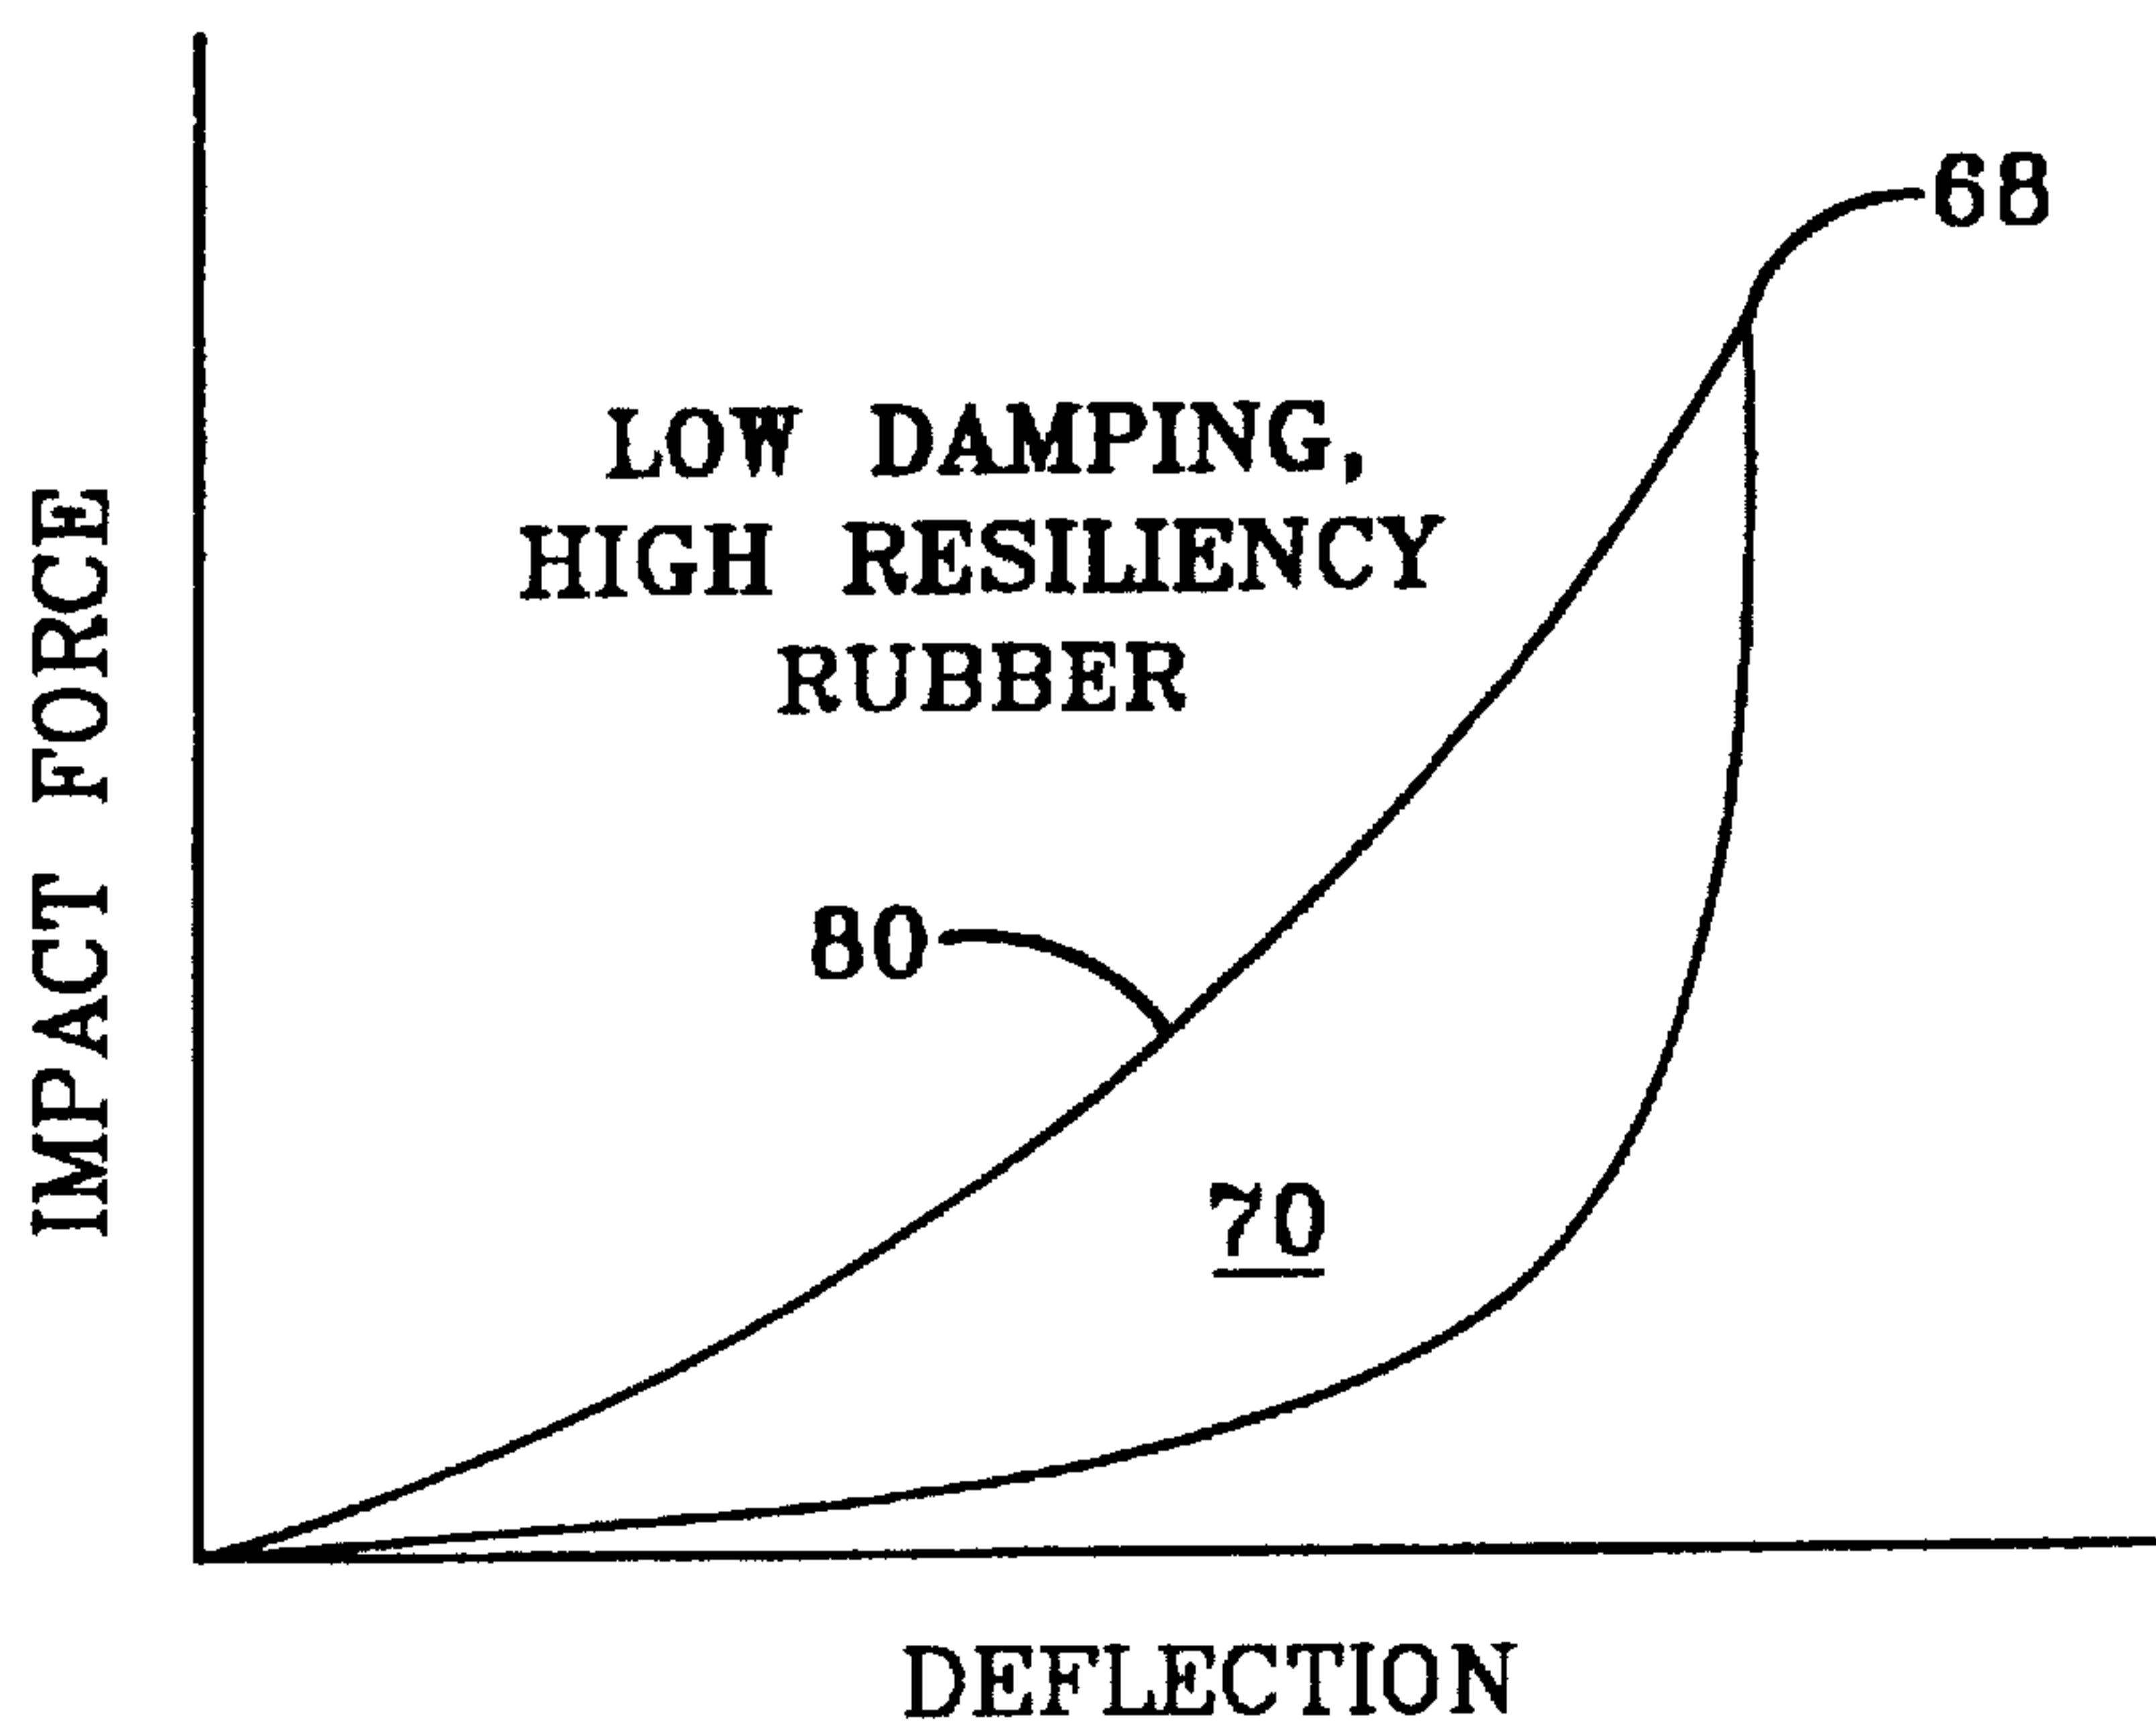 68
LOW DAMPING,
HIGH RESILIENCY
RUBBER
IMPACT FORCE
80
70
DEFLECTION